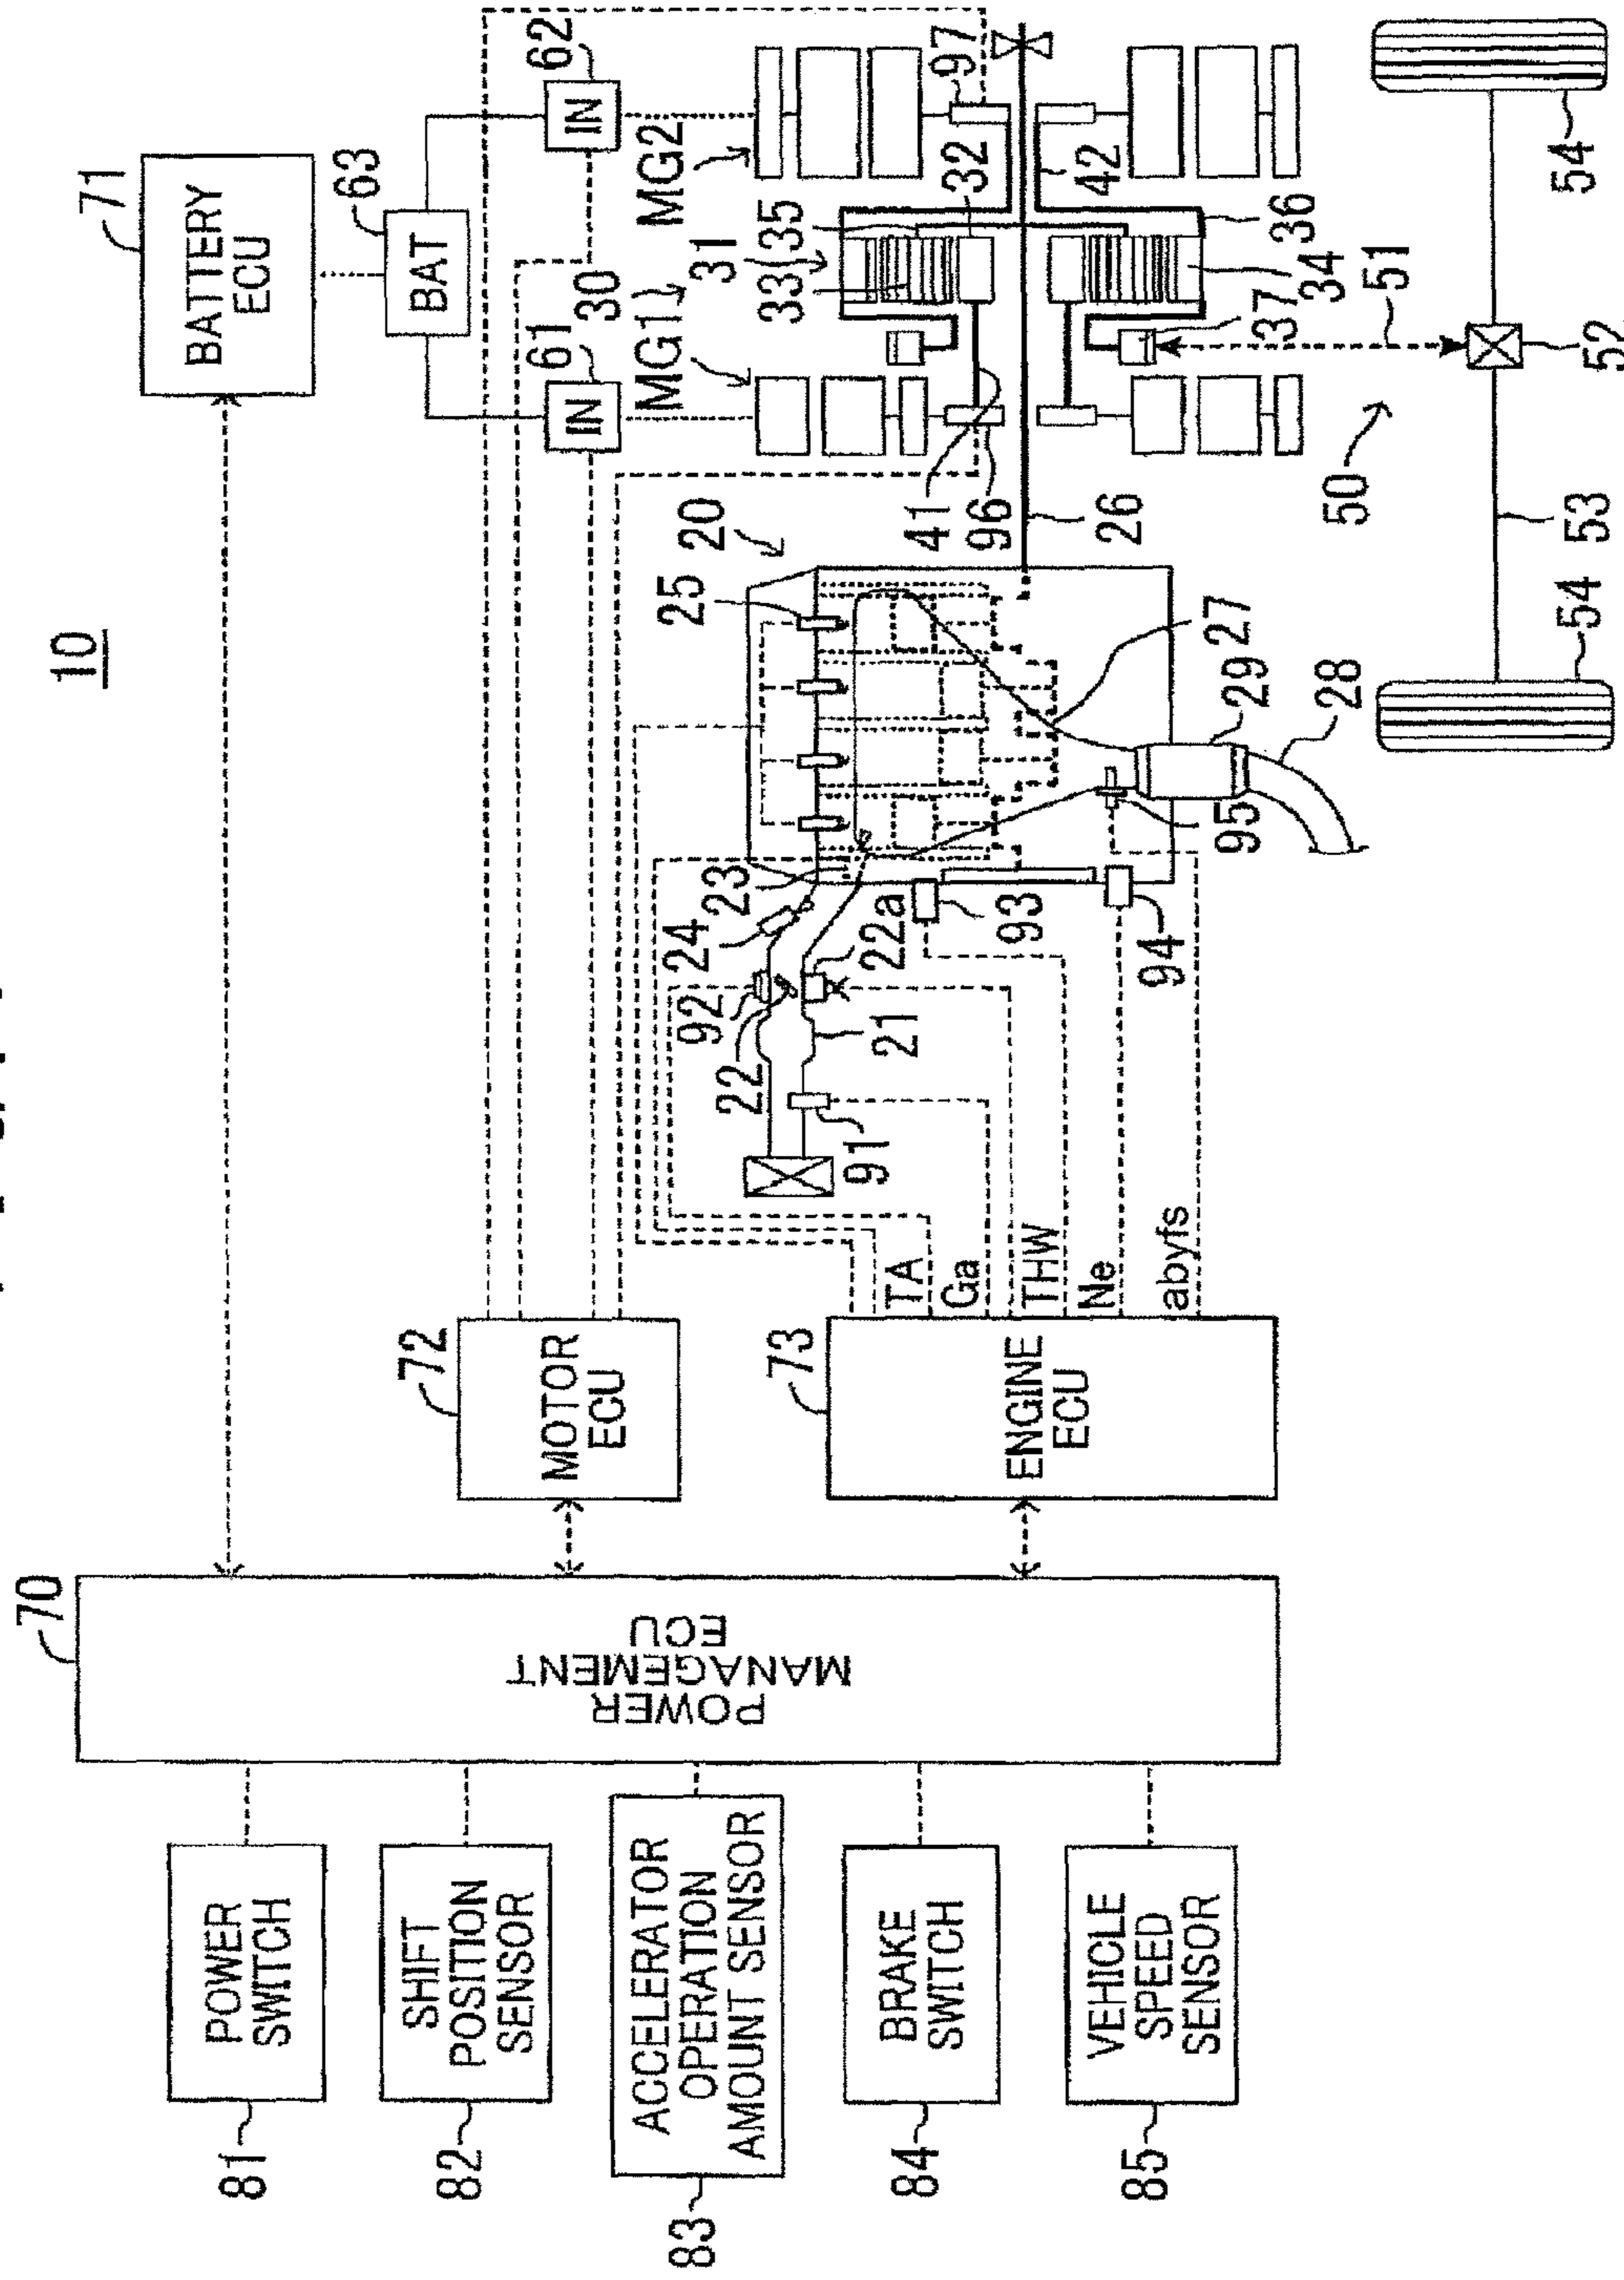 10
70
POWER
MANAGEMENT
ECU
71
BATTERY
ECU
72
MOTOR
ECU
73
ENGINE
ECU
81
POWER
SWITCH
82
SHIFT
POSITION
SENSOR
83
ACCELERATOR
OPERATION
AMOUNT SENSOR
84
BRAKE
SWITCH
85
VEHICLE
SPEED
SENSOR
63
BAT
61
IN
62
IN
30
MG1
31
MG2
33
35
32
97
42
36
34
37
51
50
52
53
54
54
41
96
26
20
25
23
24
92
22
22a
21
91
93
94
95
27
29
28
TA
Ga
THW
Ne
abyfs